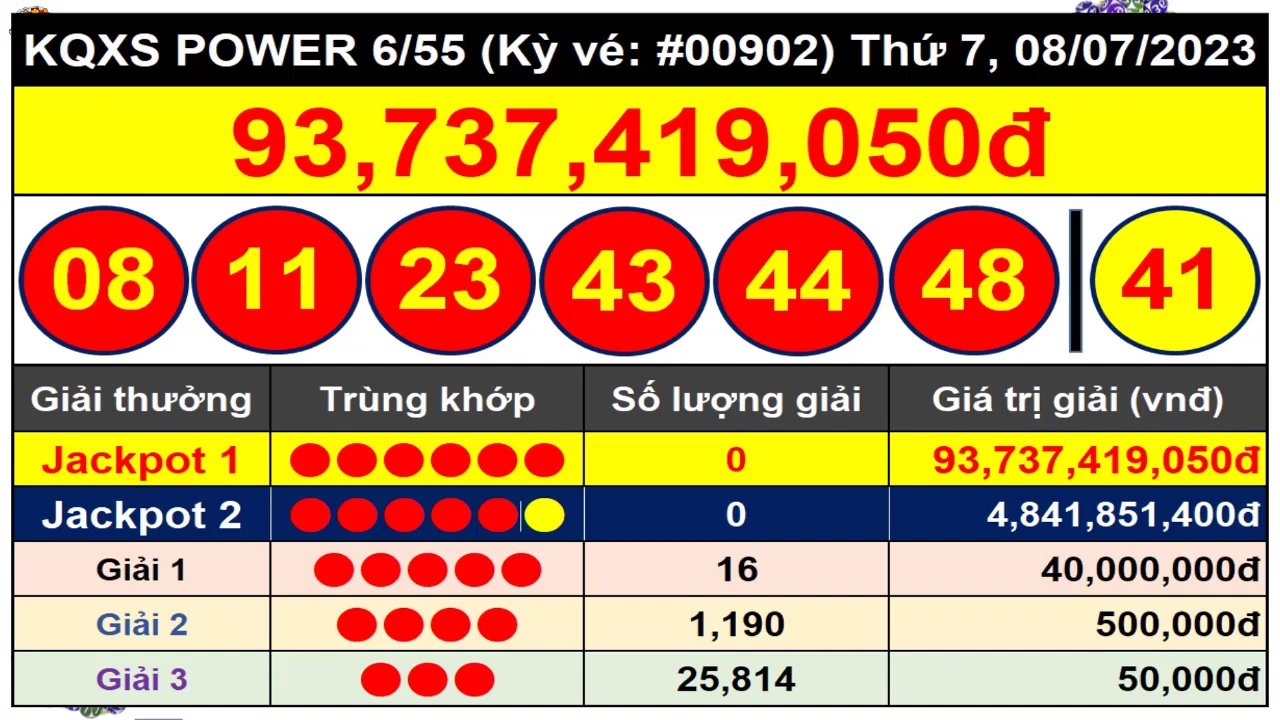 KQXS POWER 6/55 (Kỳ vé: #00902) Thứ 7, 08/07/2023
93,737,419,050đ
08 11 23 43 44 48 41
Giải thưởng Trùng khớp Số lượng giải Giá trị giải (vnđ)
Jackpot 1 0 93,737,419,050đ
Jackpot 2 0 4,841,851,400đ
Giải 1 16 40,000,000đ
Giải 2 1,190 500,000đ
Giải 3 25,814 50,000đ